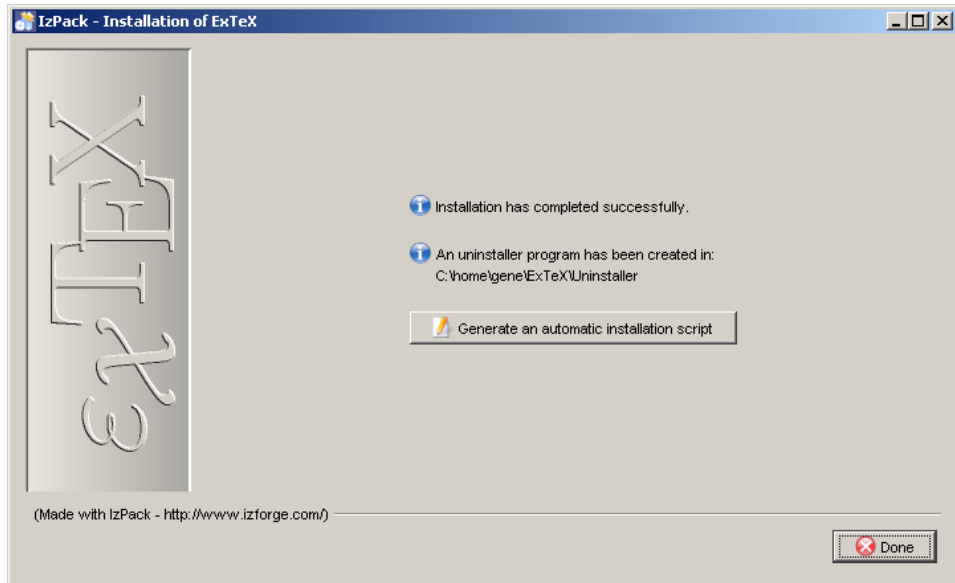 IzPack - Installation of ExTeX
εχTEX
Installation has completed successfully.
An uninstaller program has been created in:
C:\home\gene\ExTeX\Uninstaller
Generate an automatic installation script
(Made with IzPack - http://www.izforge.com/)
Done